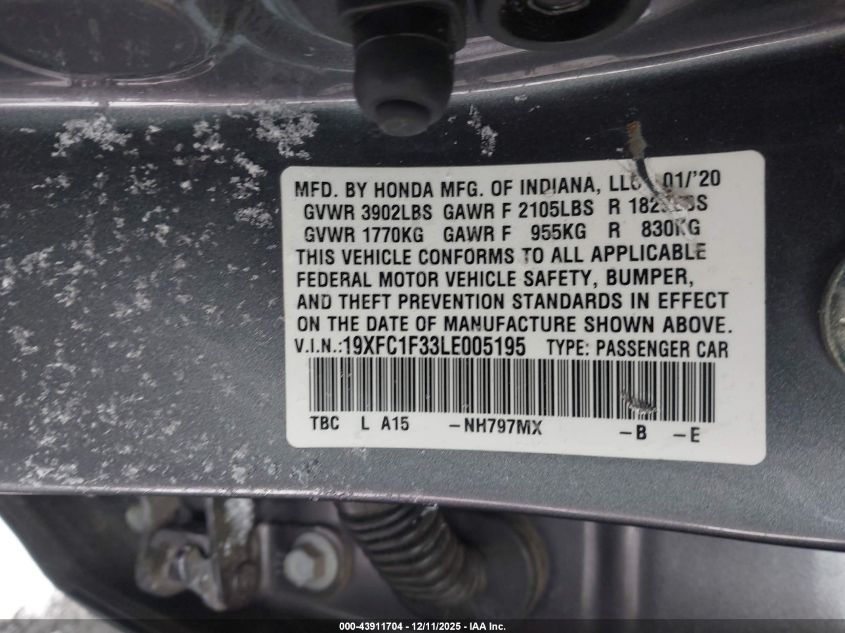 MFD. BY HONDA MFG. OF INDIANA, LLC 01/'20
GVWR 3902LBS GAWR F 2105LBS R LBS
GVWR 1770KG GAWR F 955KG R 830KG
THIS VEHICLE CONFORMS TO ALL APPLICABLE
FEDERAL MOTOR VEHICLE SAFETY, BUMPER,
AND THEFT PREVENTION STANDARDS IN EFFECT
ON THE DATE OF MANUFACTURE SHOWN ABOVE.
V.I.N.:19XFC1F33LE005195 TYPE: PASSENGER CAR
TBC L A15 -NH797MX -B -E
000-43911704 - 12/11/2025 - IAA Inc.